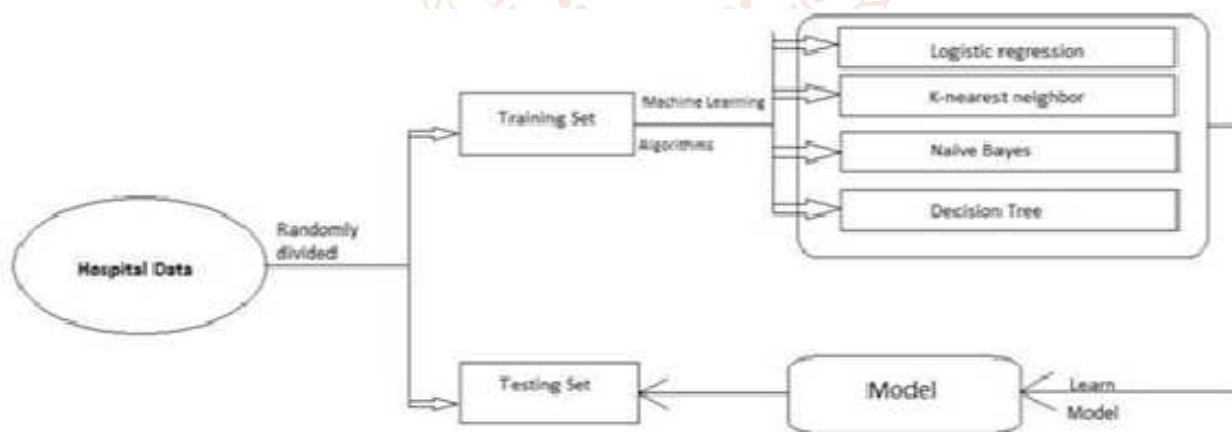 Logistic regression
K-nearest neighbor
Naïve Bayes
Decision Tree
Training Set
Machine Learning
Algorithms
Randomly
divided
Hospital Data
Testing Set
Model
Learn
Model